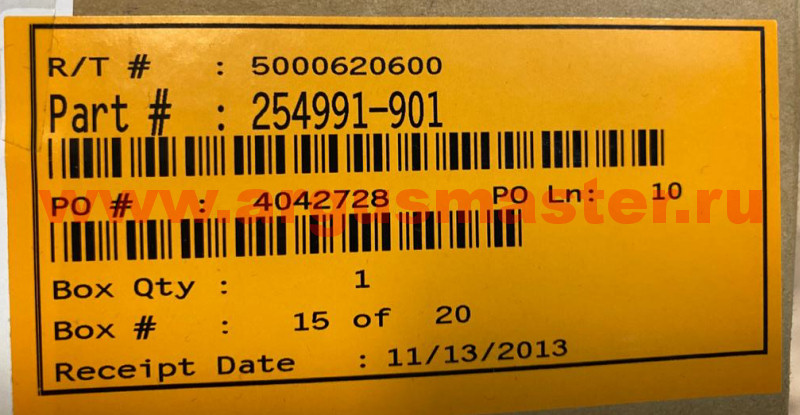 R/T # : 5000620600
Part # : 254991-901
PO # : 4042728 PO Ln: 10
www.argusmaster.ru
Box Qty : 1
Box # : 15 of 20
Receipt Date : 11/13/2013